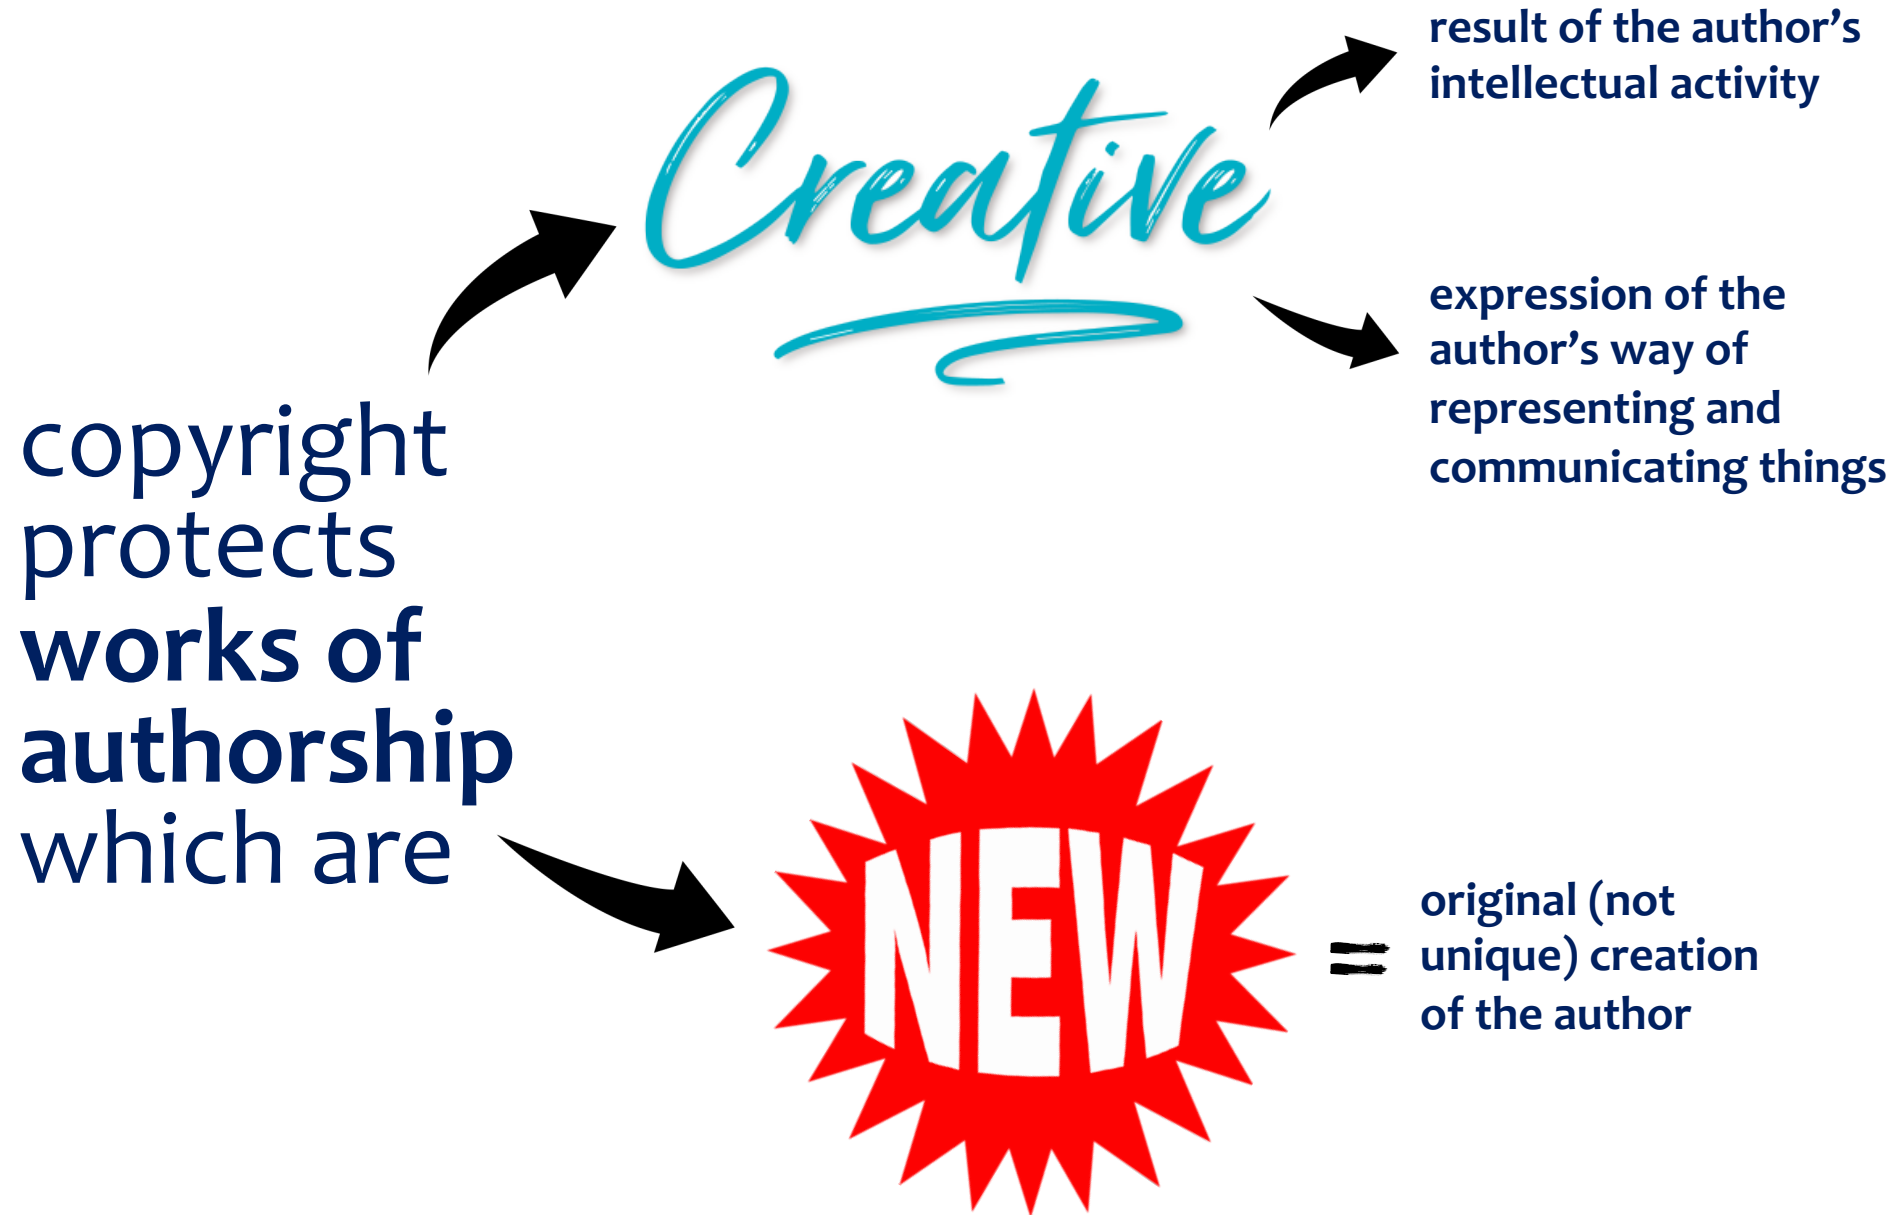 copyright
protects
works of
authorship
which are
Creative
result of the author’s
intellectual activity
expression of the
author’s way of
representing and
communicating things
NEW
=
original (not
unique) creation
of the author